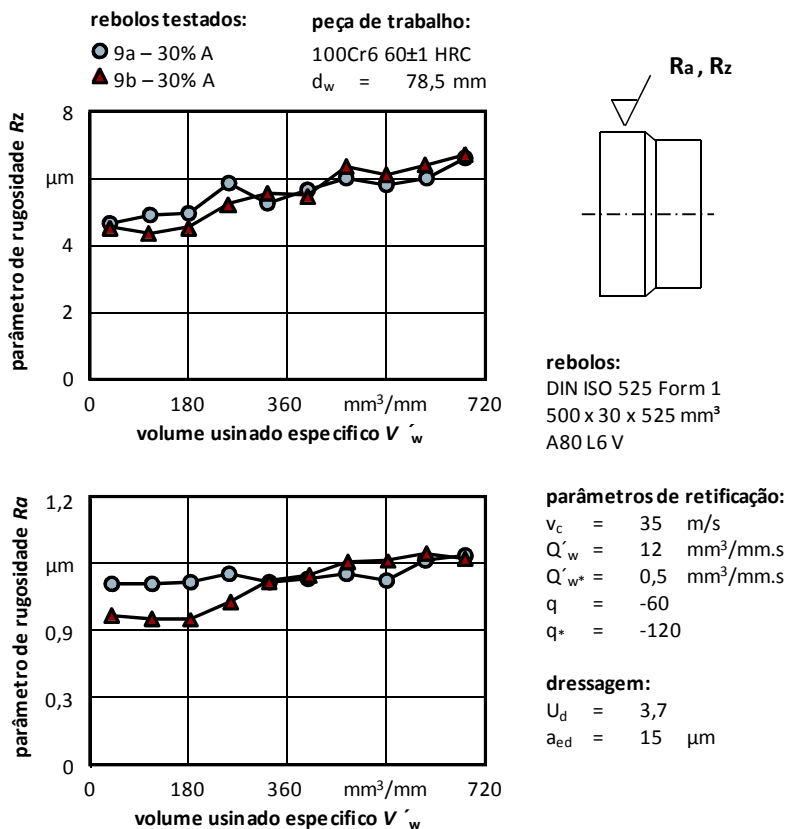 rebolos testados:
9a – 30% A
9b – 30% A
peça de trabalho:
100Cr6 60±1 HRC
dw = 78,5 mm
Ra , Rz
parâmetro de rugosidade Rz
8
µm
4
2
0
0 180 360 mm³/mm 720
volume usinado especifico V´w
rebolos:
DIN ISO 525 Form 1
500 x 30 x 525 mm³
A80 L6 V
parâmetros de retificação:
vc = 35 m/s
Q´w = 12 mm³/mm.s
Q´w* = 0,5 mm³/mm.s
q = -60
q* = -120
dressagem:
Ud = 3,7
aed = 15 µm
parâmetro de rugosidade Ra
1,2
µm
0,9
0,3
0
0 180 360 mm³/mm 720
volume usinado especifico V´w